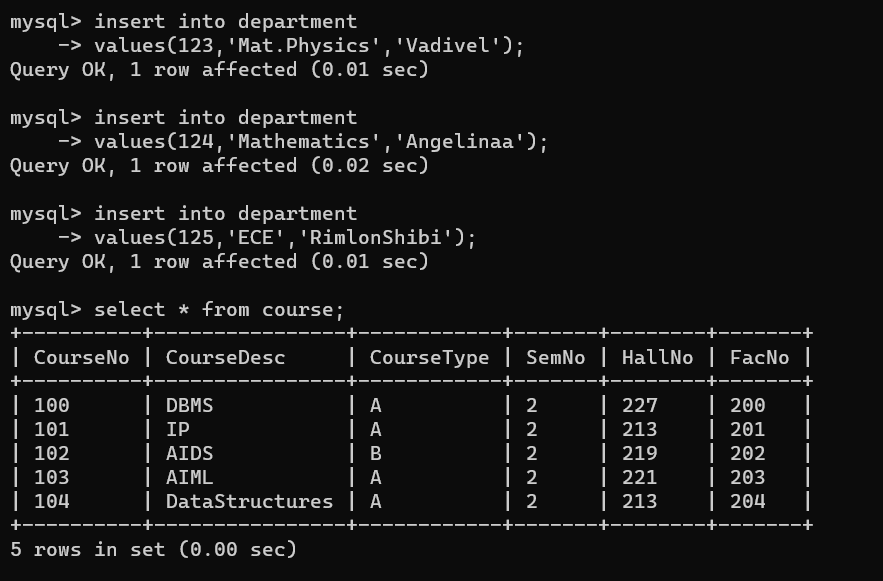 mysql> insert into department
    -> values(123,'Mat.Physics','Vadivel');
Query OK, 1 row affected (0.01 sec)

mysql> insert into department
    -> values(124,'Mathematics','Angelinaa');
Query OK, 1 row affected (0.02 sec)

mysql> insert into department
    -> values(125,'ECE','RimlonShibi');
Query OK, 1 row affected (0.01 sec)

mysql> select * from course;
+----------+----------------+------------+-------+--------+-------+
| CourseNo | CourseDesc     | CourseType | SemNo | HallNo | FacNo |
+----------+----------------+------------+-------+--------+-------+
| 100      | DBMS           | A          | 2     | 227    | 200   |
| 101      | IP             | A          | 2     | 213    | 201   |
| 102      | AIDS           | B          | 2     | 219    | 202   |
| 103      | AIML           | A          | 2     | 221    | 203   |
| 104      | DataStructures | A          | 2     | 213    | 204   |
+----------+----------------+------------+-------+--------+-------+
5 rows in set (0.00 sec)